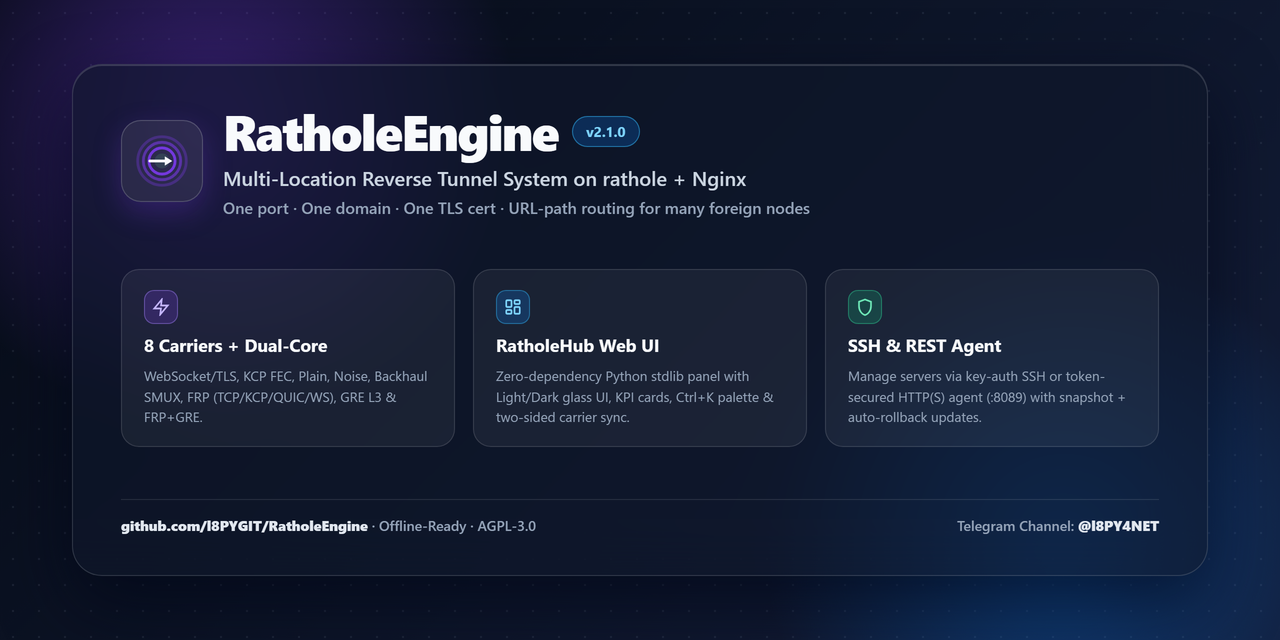 RatholeEngine v2.1.0
Multi-Location Reverse Tunnel System on rathole + Nginx
One port · One domain · One TLS cert · URL-path routing for many foreign nodes
8 Carriers + Dual-Core
WebSocket/TLS, KCP FEC, Plain, Noise, Backhaul
SMUX, FRP (TCP/KCP/QUIC/WS), GRE L3 &
FRP+GRE.
RatholeHub Web UI
Zero-dependency Python stdlib panel with
Light/Dark glass UI, KPI cards, Ctrl+K palette &
two-sided carrier sync.
SSH & REST Agent
Manage servers via key-auth SSH or token-
secured HTTP(S) agent (:8089) with snapshot +
auto-rollback updates.
github.com/l8PYGIT/RatholeEngine · Offline-Ready · AGPL-3.0
Telegram Channel: @l8PY4NET